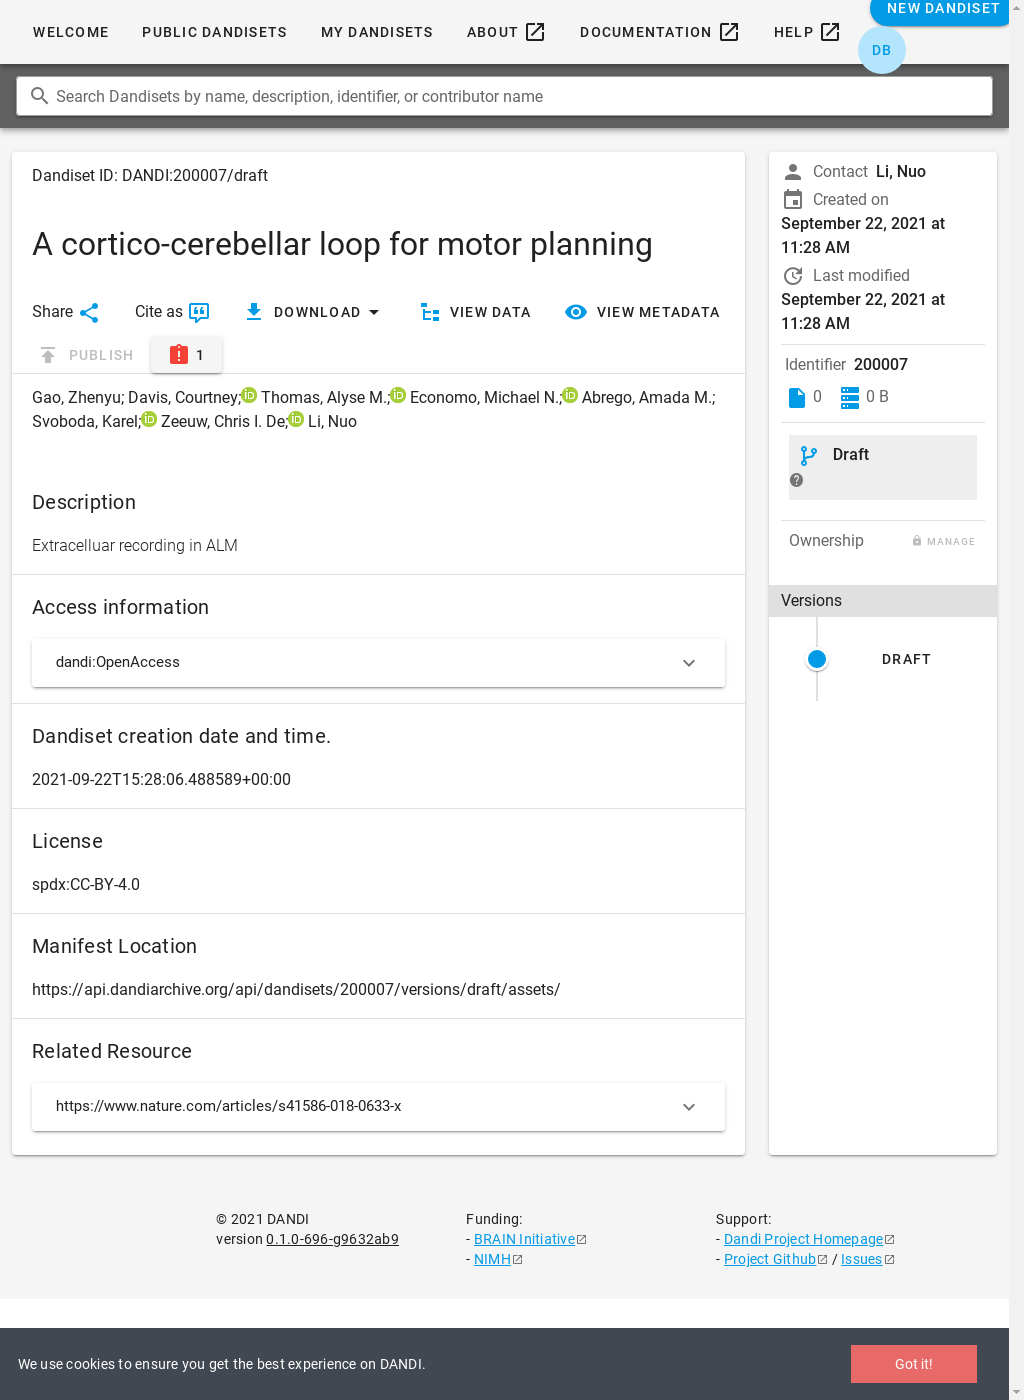 WELCOME
PUBLIC DANDISETS
MY DANDISETS
ABOUT
DOCUMENTATION
HELP
NEW DANDISET
DB
Search Dandisets by name, description, identifier, or contributor name
Dandiset ID: DANDI:200007/draft
A cortico-cerebellar loop for motor planning
Share
Cite as
DOWNLOAD
VIEW DATA
VIEW METADATA
PUBLISH
1
Gao, Zhenyu; Davis, Courtney; iD Thomas, Alyse M.; iD Economo, Michael N.; iD Abrego, Amada M.;
Svoboda, Karel; iD Zeeuw, Chris I. De; iD Li, Nuo
Description
Extracelluar recording in ALM
Access information
dandi:OpenAccess
Dandiset creation date and time.
2021-09-22T15:28:06.488589+00:00
License
spdx:CC-BY-4.0
Manifest Location
https://api.dandiarchive.org/api/dandisets/200007/versions/draft/assets/
Related Resource
https://www.nature.com/articles/s41586-018-0633-x
Contact Li, Nuo
Created on
September 22, 2021 at
11:28 AM
Last modified
September 22, 2021 at
11:28 AM
Identifier 200007
0
0 B
Draft
?
Ownership
MANAGE
Versions
DRAFT
© 2021 DANDI
version 0.1.0-696-g9632ab9
Funding:
- BRAIN Initiative
- NIMH
Support:
- Dandi Project Homepage
- Project Github / Issues
We use cookies to ensure you get the best experience on DANDI.
Got it!